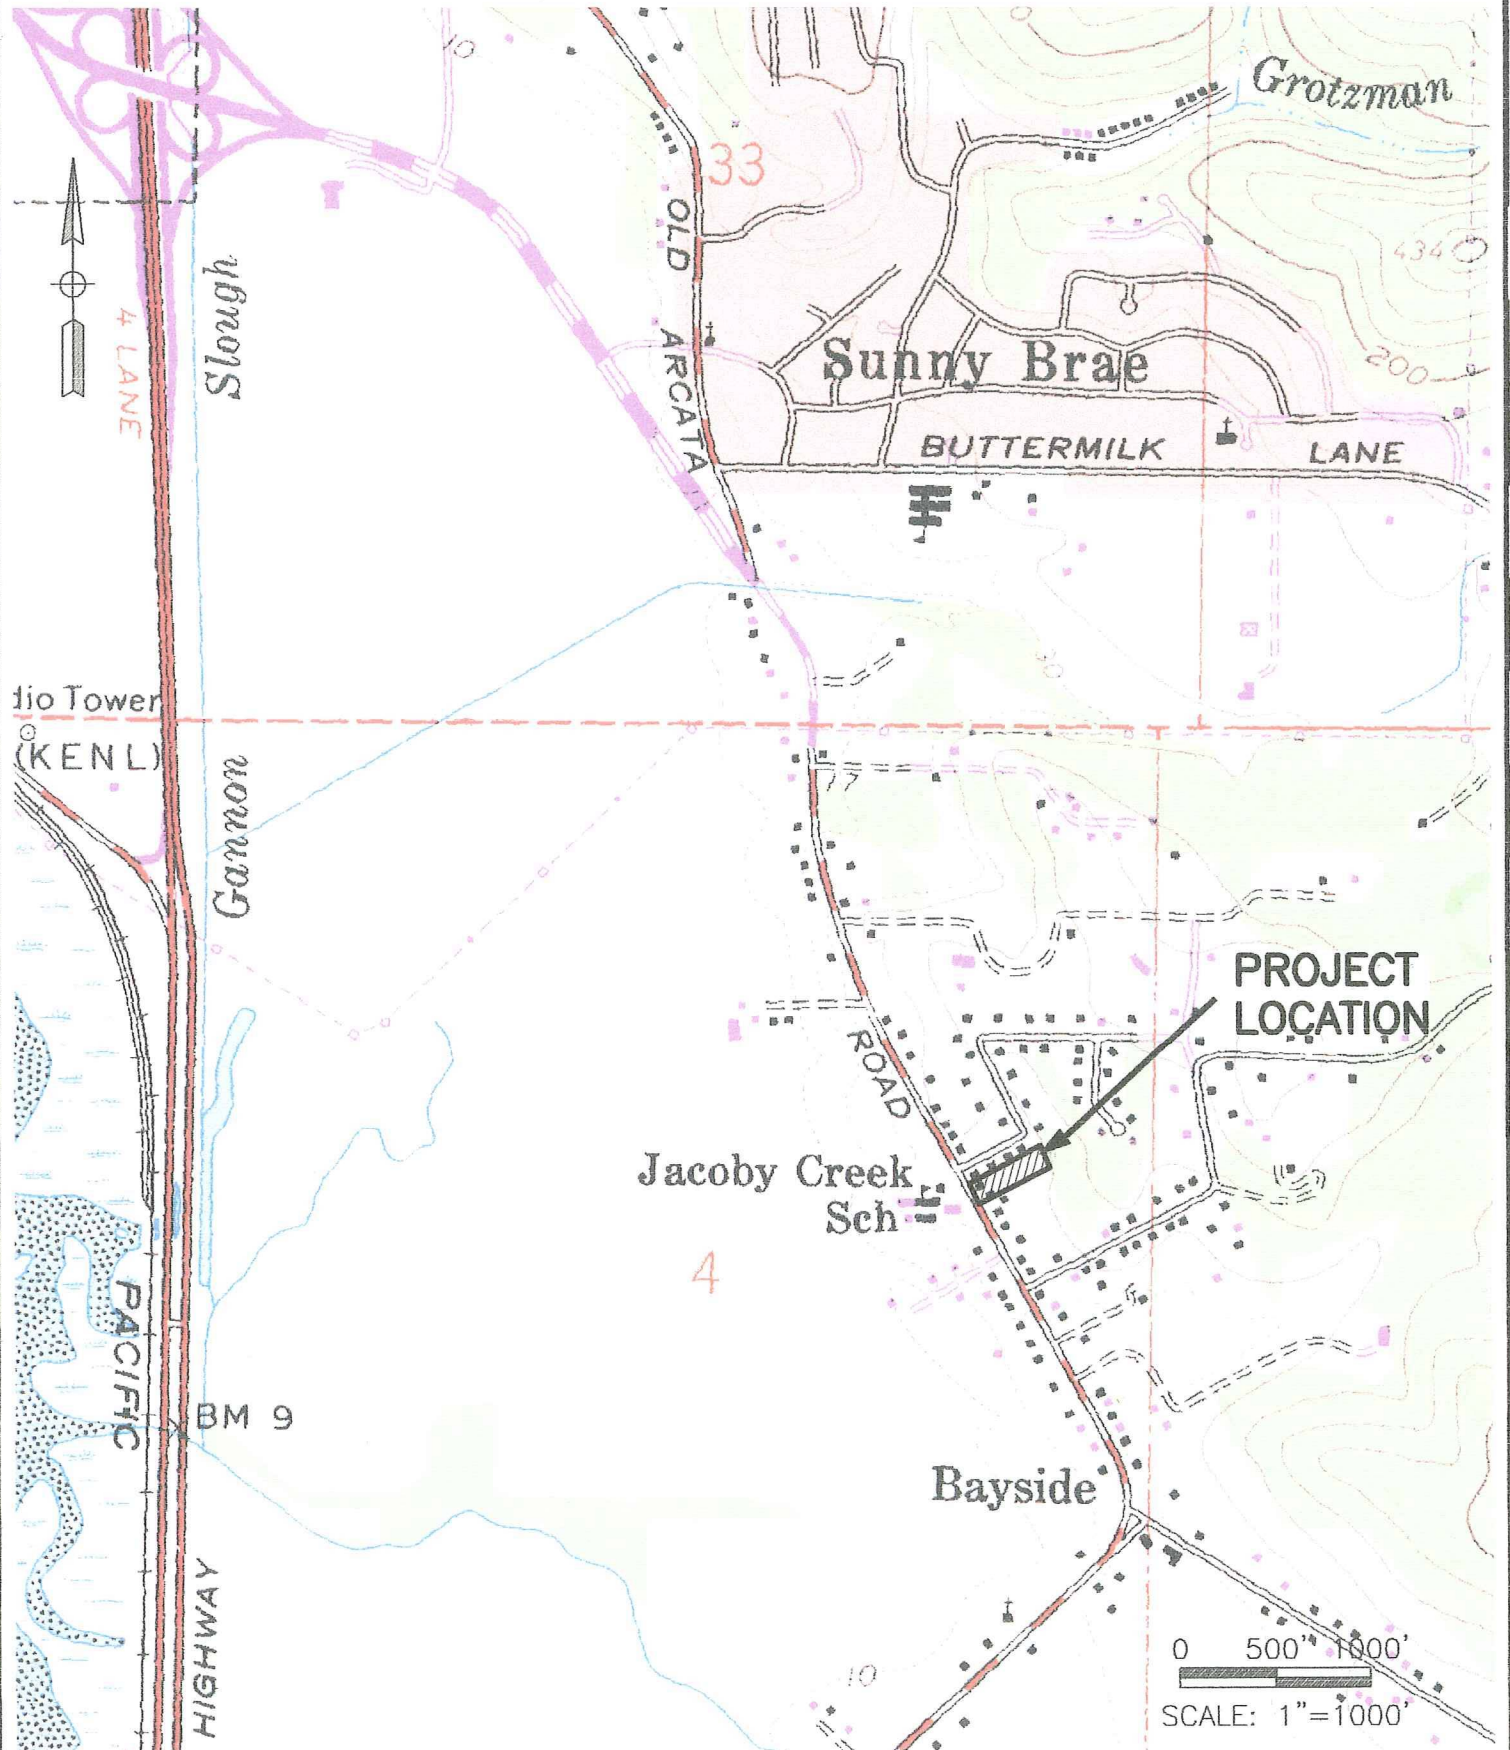 Grotzman
10
33
OLD
434
Slough
4 LANE
ARCATA
Sunny Brae
200
BUTTERMILK LANE
dio Tower
(KENL)
Gannon
PROJECT
LOCATION
ROAD
Jacoby Creek
Sch
4
PACIFIC
BM 9
Bayside
HIGHWAY
10
0 500' 1000'
SCALE: 1"=1000'